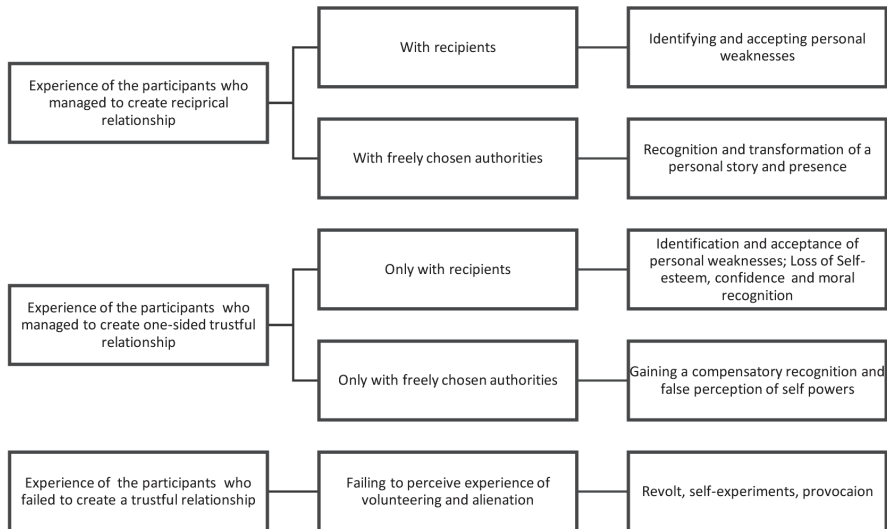 Experience of the participants who
managed to create reciprical
relationship
With recipients
Identifying and accepting personal
weaknesses
With freely chosen authorities
Recognition and transformation of a
personal story and presence
Experience of the participants who
managed to create one-sided trustful
relationship
Only with recipients
Identification and acceptance of
personal weaknesses; Loss of Self-
esteem, confidence and moral
recognition
Only with freely chosen authorities
Gaining a compensatory recognition and
false perception of self powers
Experience of the participants who
failed to create a trustful relationship
Failing to perceive experience of
volunteering and alienation
Revolt, self-experiments, provocaion